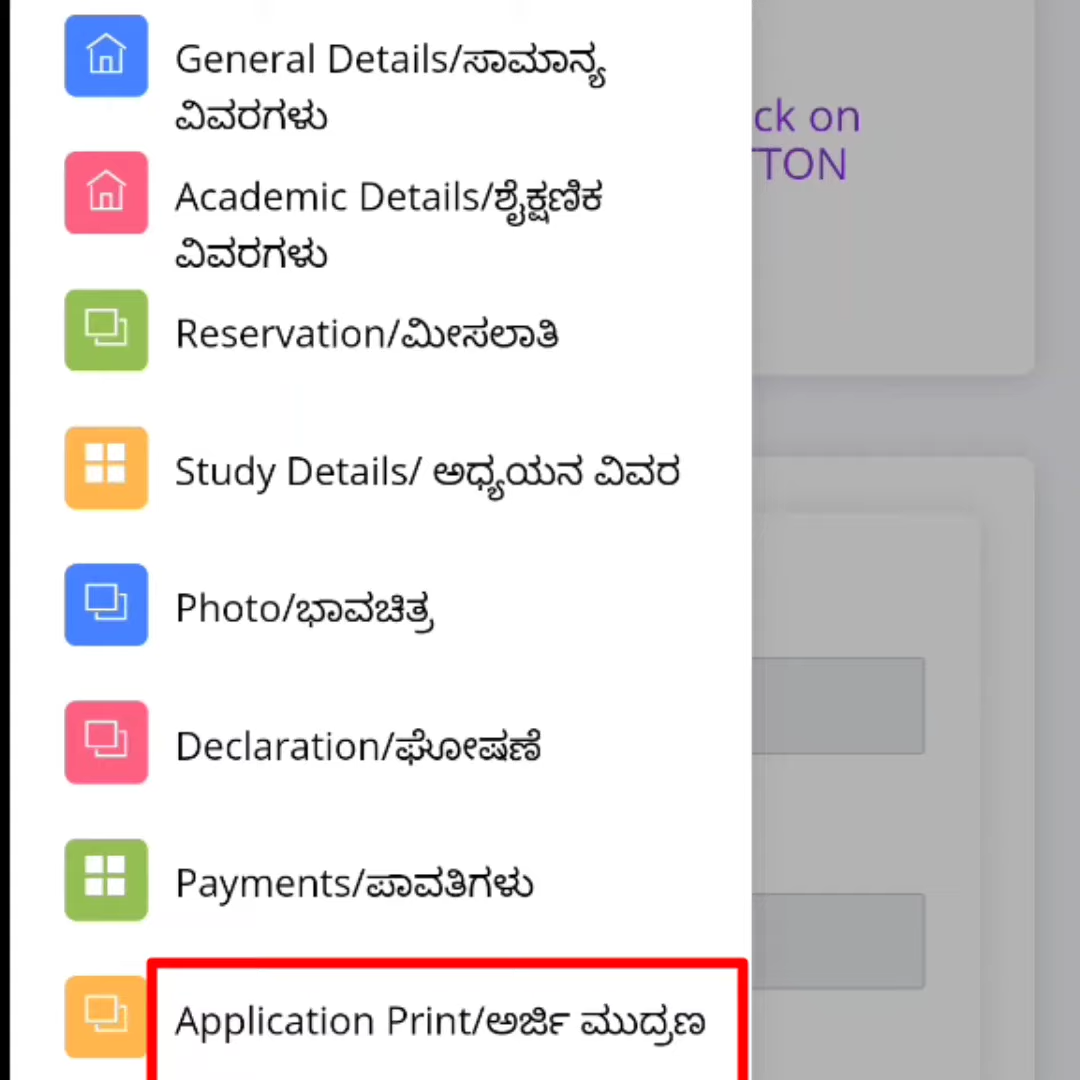 General Details/ಸಾಮಾನ್ಯ
ವಿವರಗಳು
ck on
TON
Academic Details/ಶೈಕ್ಷಣಿಕ
ವಿವರಗಳು
Reservation/ಮೀಸಲಾತಿ
Study Details/ ಅಧ್ಯಯನ ವಿವರ
Photo/ಭಾವಚಿತ್ರ
Declaration/ಘೋಷಣೆ
Payments/ಪಾವತಿಗಳು
Application Print/ಅರ್ಜಿ ಮುದ್ರಣ